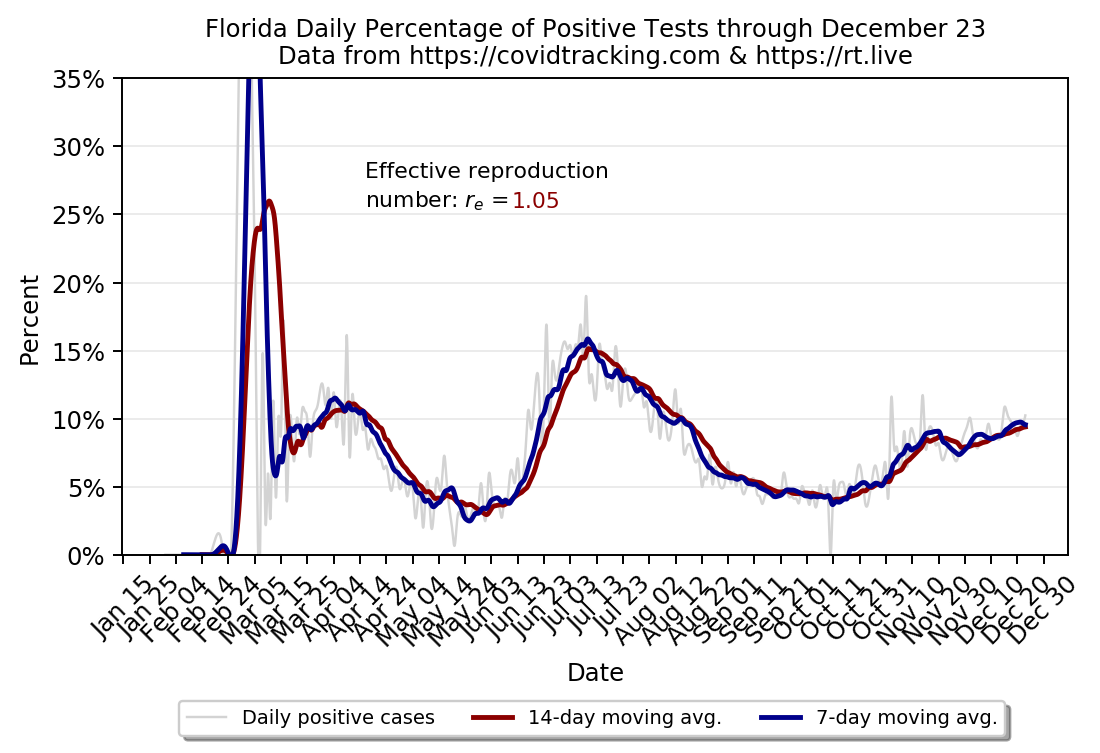 Florida Daily Percentage of Positive Tests through December 23
Data from https://covidtracking.com & https://rt.live
35%
30%
25%
20%
15%
10%
5%
0%
Percent
Effective reproduction
number: rₑ = 1.05
Jan 15
Jan 25
Feb 04
Feb 14
Feb 24
Mar 05
Mar 15
Mar 25
Apr 04
Apr 14
Apr 24
May 04
May 14
May 24
Jun 03
Jun 13
Jun 23
Jul 03
Jul 13
Jul 23
Aug 02
Aug 12
Aug 22
Sep 01
Sep 11
Sep 21
Oct 01
Oct 11
Oct 21
Oct 31
Nov 10
Nov 20
Nov 30
Dec 10
Dec 20
Dec 30
Date
Daily positive cases
14-day moving avg.
7-day moving avg.